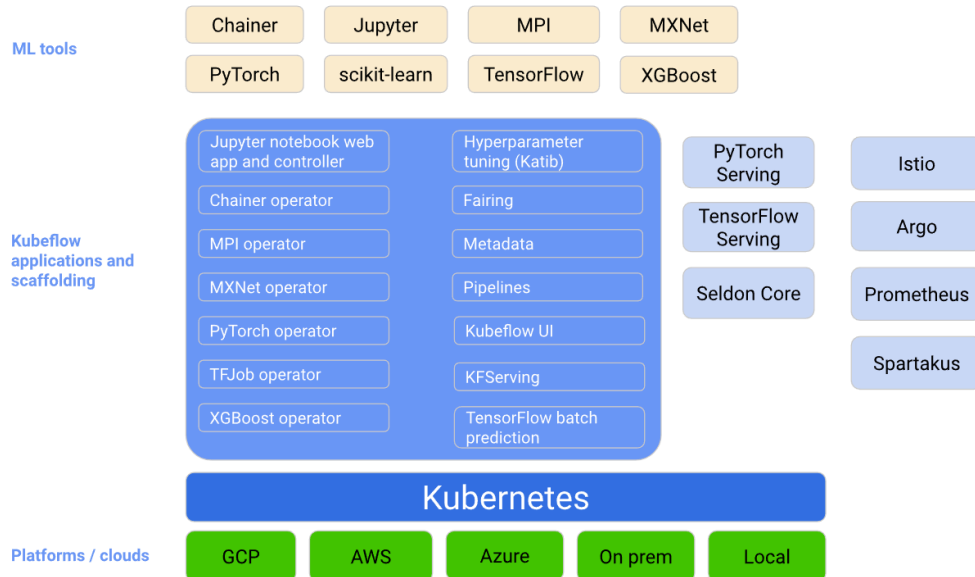 ML tools
Chainer
Jupyter
MPI
MXNet
PyTorch
scikit-learn
TensorFlow
XGBoost
Kubeflow
applications and
scaffolding
Jupyter notebook web
app and controller
Chainer operator
MPI operator
MXNet operator
PyTorch operator
TFJob operator
XGBoost operator
Hyperparameter
tuning (Katib)
Fairing
Metadata
Pipelines
Kubeflow UI
KFServing
TensorFlow batch
prediction
PyTorch
Serving
TensorFlow
Serving
Seldon Core
Istio
Argo
Prometheus
Spartakus
Kubernetes
Platforms / clouds
GCP
AWS
Azure
On prem
Local